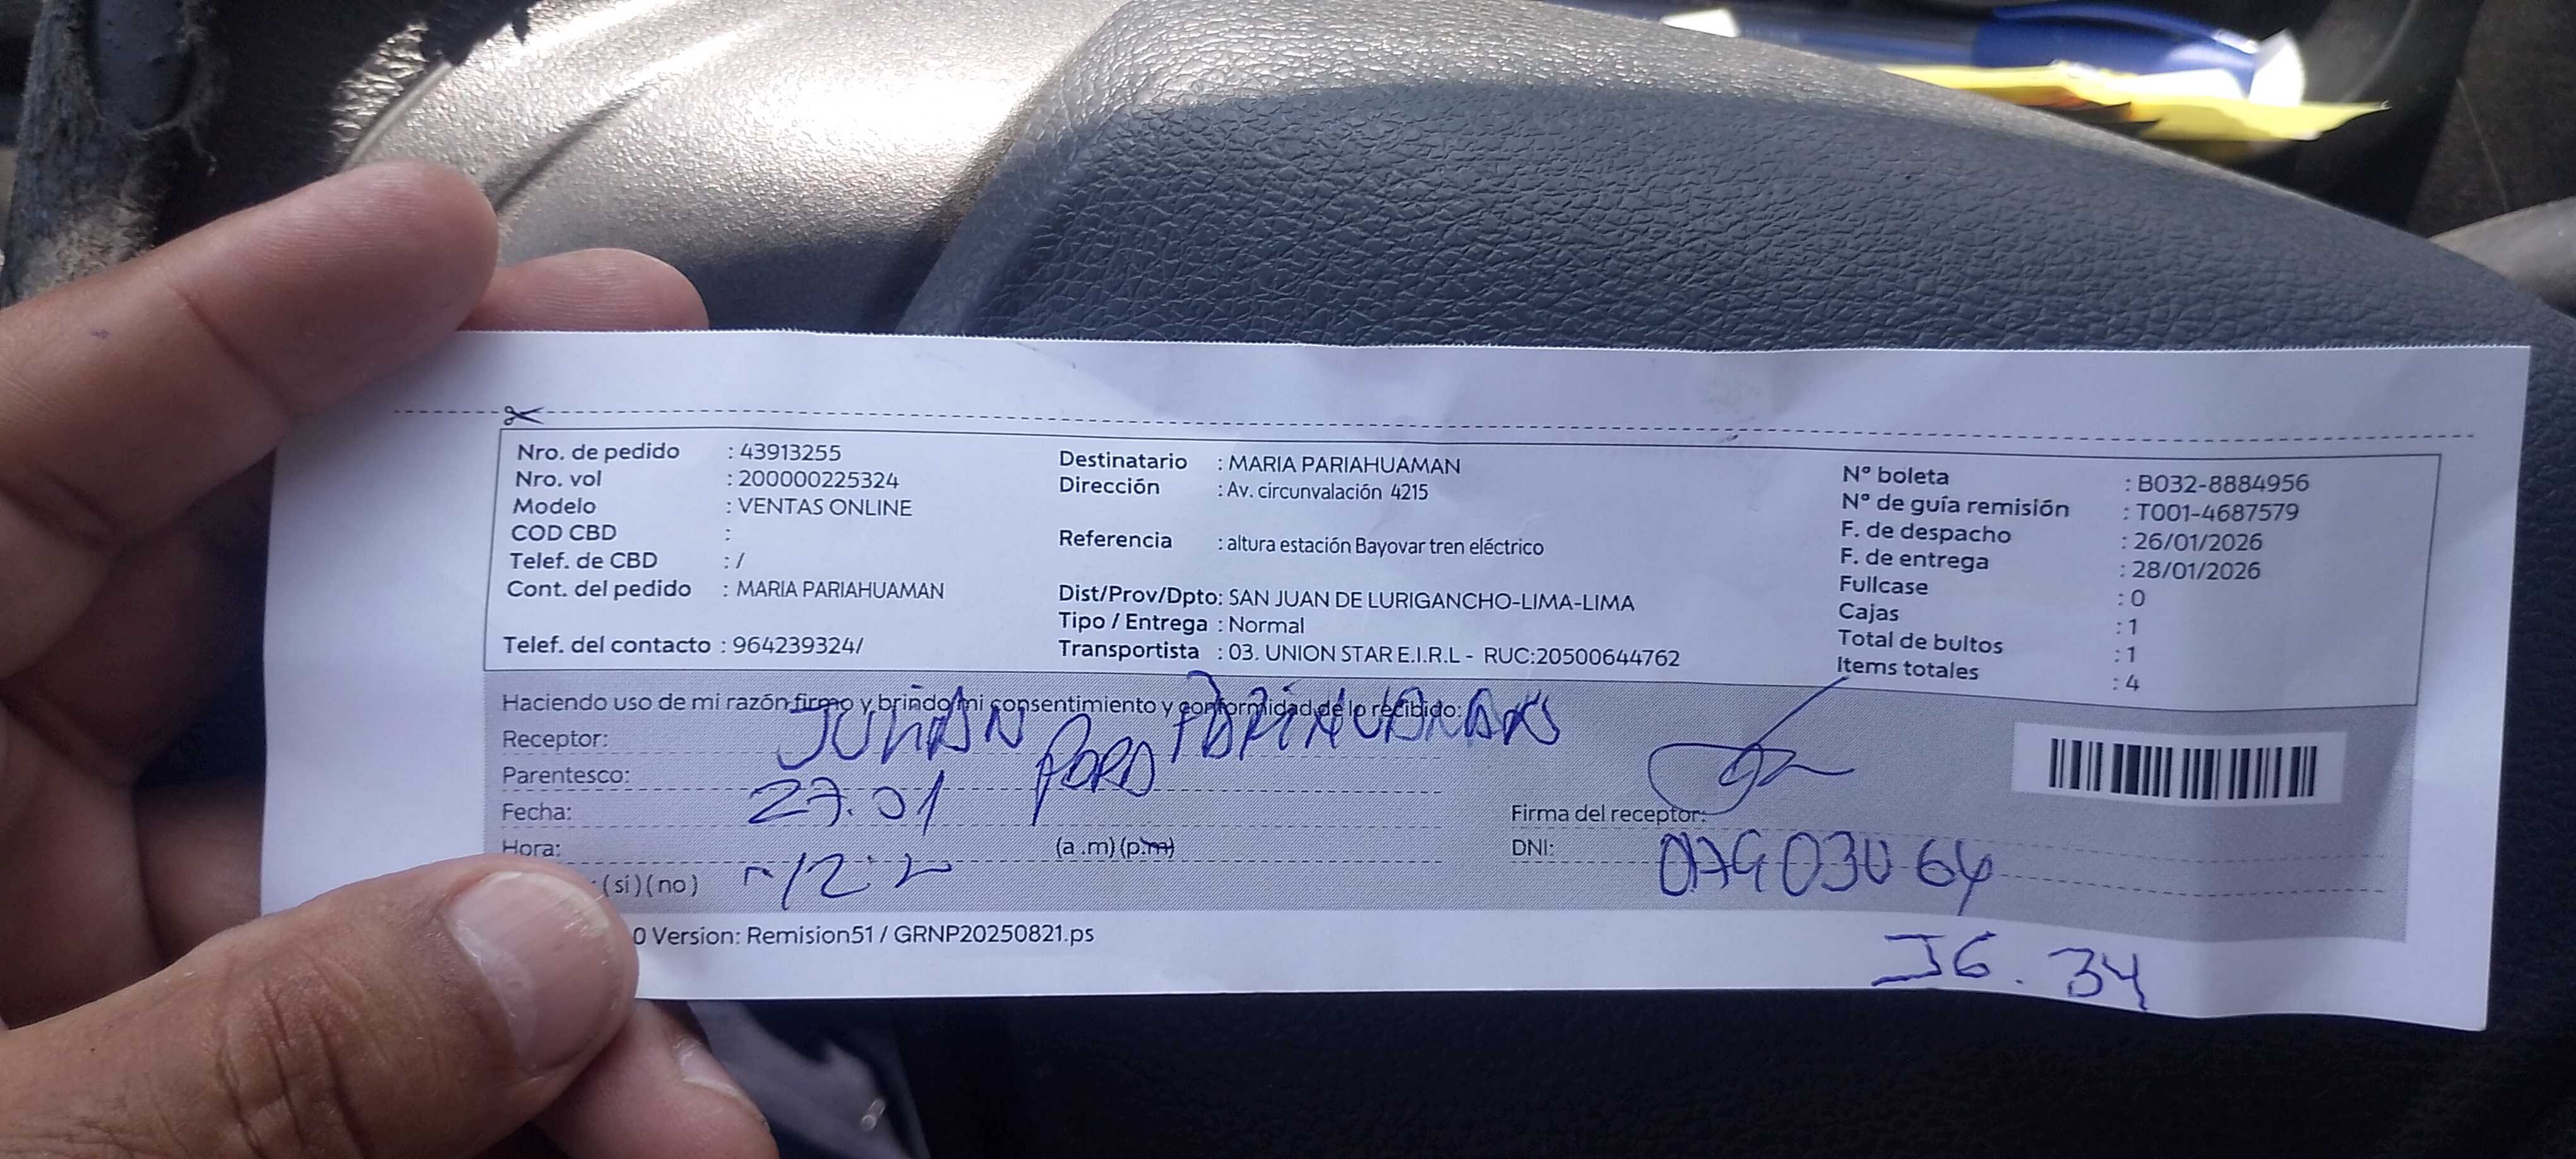 Nro. de pedido : 43913255
Nro. vol : 200000225324
Modelo : VENTAS ONLINE
COD CBD :
Telef. de CBD : /
Cont. del pedido : MARIA PARIAHUAMAN
Telef. del contacto : 964239324/
Destinatario : MARIA PARIAHUAMAN
Dirección : Av. circunvalación 4215
Referencia : altura estación Bayovar tren eléctrico
Dist/Prov/Dpto: SAN JUAN DE LURIGANCHO-LIMA-LIMA
Tipo / Entrega : Normal
Transportista : 03. UNION STAR E.I.R.L - RUC:20500644762
Nº boleta : B032-8884956
Nº de guía remisión : T001-4687579
F. de despacho : 26/01/2026
F. de entrega : 28/01/2026
Fullcase : 0
Cajas : 1
Total de bultos : 1
Items totales : 4
Haciendo uso de mi razón firmo y brindo mi consentimiento y conformidad de lo recibido:
Receptor: JULIAN
Parentesco:
Fecha: 27.01
Hora: (a .m) (p.m)
(si) (no)
Firma del receptor:
DNI:
0 Version: Remision51 / GRNP20250821.ps
34